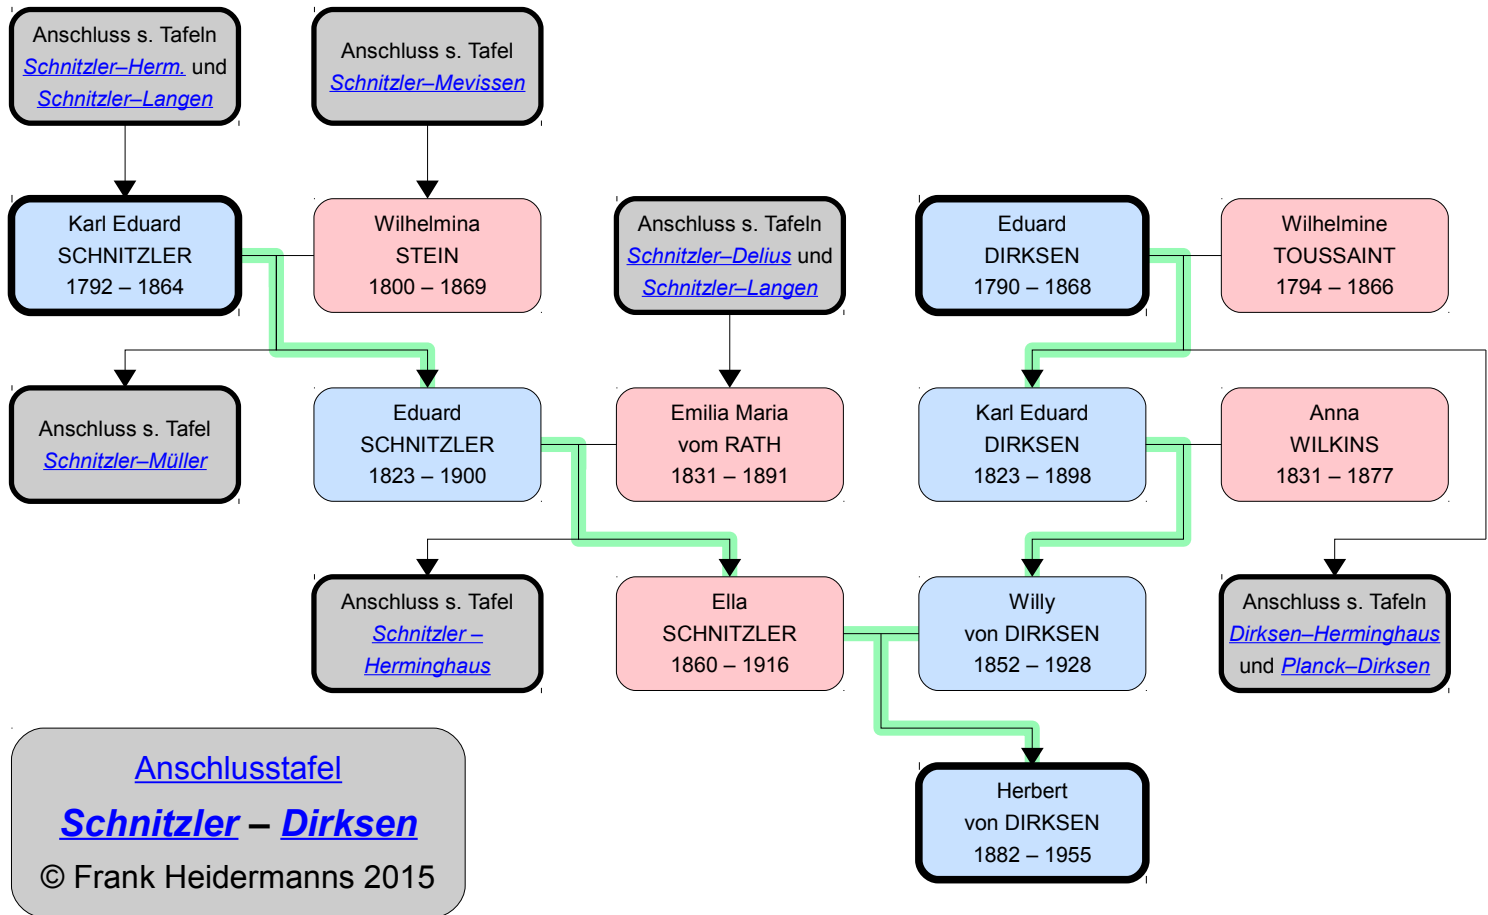 Anschluss s. Tafeln
Schnitzler–Herm. und
Schnitzler–Langen
Anschluss s. Tafel
Schnitzler–Mevissen
Karl Eduard
SCHNITZLER
1792 – 1864
Wilhelmina
STEIN
1800 – 1869
Anschluss s. Tafeln
Schnitzler–Delius und
Schnitzler–Langen
Eduard
DIRKSEN
1790 – 1868
Wilhelmine
TOUSSAINT
1794 – 1866
Anschluss s. Tafel
Schnitzler–Müller
Eduard
SCHNITZLER
1823 – 1900
Emilia Maria
vom RATH
1831 – 1891
Karl Eduard
DIRKSEN
1823 – 1898
Anna
WILKINS
1831 – 1877
Anschluss s. Tafel
Schnitzler –
Herminghaus
Ella
SCHNITZLER
1860 – 1916
Willy
von DIRKSEN
1852 – 1928
Anschluss s. Tafeln
Dirksen–Herminghaus
und Planck–Dirksen
Anschlusstafel
Schnitzler – Dirksen
© Frank Heidermanns 2015
Herbert
von DIRKSEN
1882 – 1955